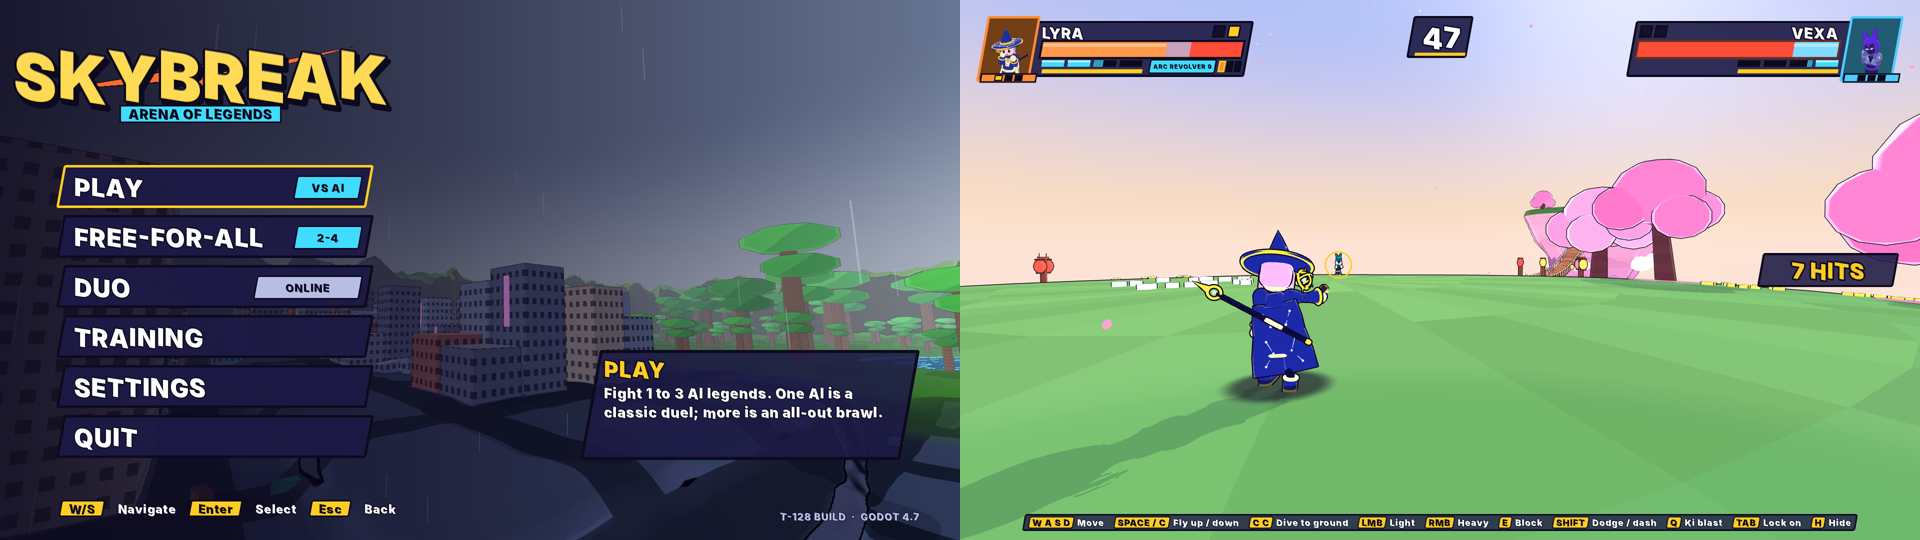 SKYBREAK
ARENA OF LEGENDS
PLAY VS AI
FREE-FOR-ALL 2-4
DUO ONLINE
TRAINING
SETTINGS
QUIT
PLAY
Fight 1 to 3 AI legends. One AI is a
classic duel; more is an all-out brawl.
W/S Navigate Enter Select Esc Back
T-128 BUILD · GODOT 4.7
LYRA
ARC REVOLVER 9
47
VEXA
7 HITS
W A S D Move SPACE / C Fly up / down C C Dive to ground LMB Light RMB Heavy E Block SHIFT Dodge / dash Q Ki blast TAB Lock on H Hide